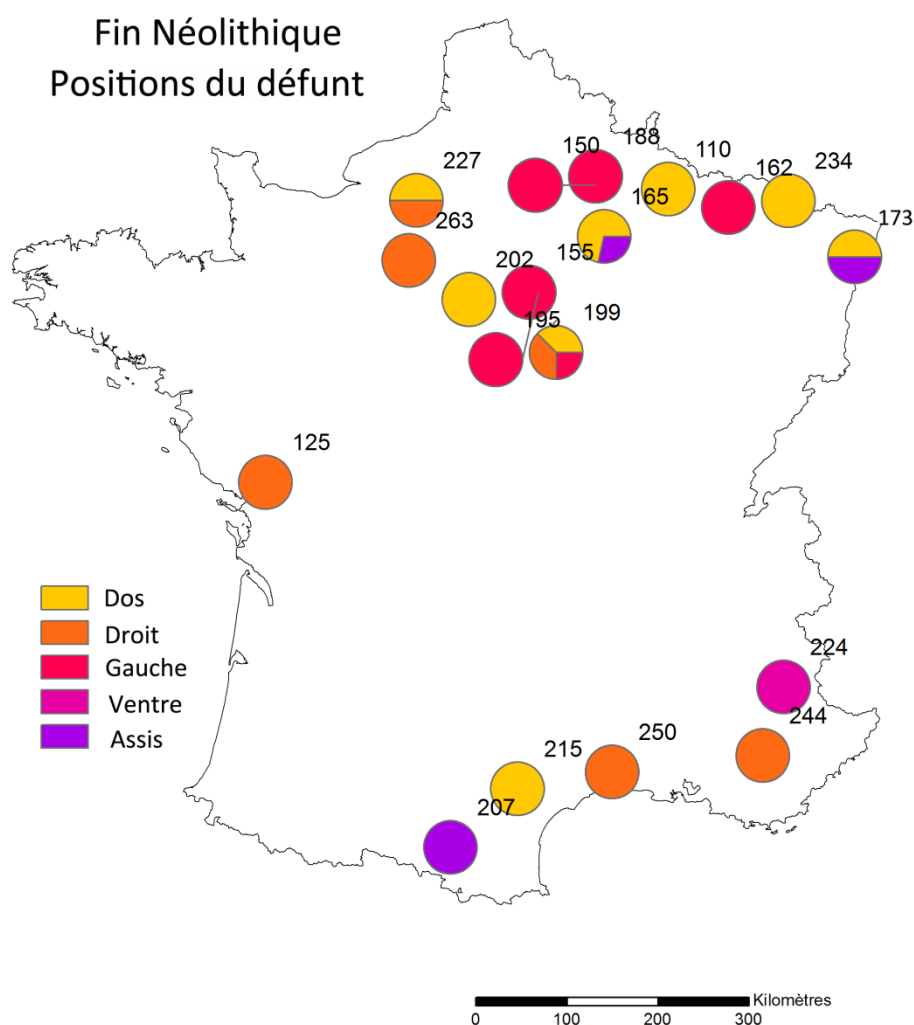 Fin Néolithique
Positions du défunt
188
150
110
227
162
234
165
173
263
155
202
195
199
125
Dos
Droit
Gauche
Ventre
Assis
224
244
250
215
207
Kilomètres
0 100 200 300